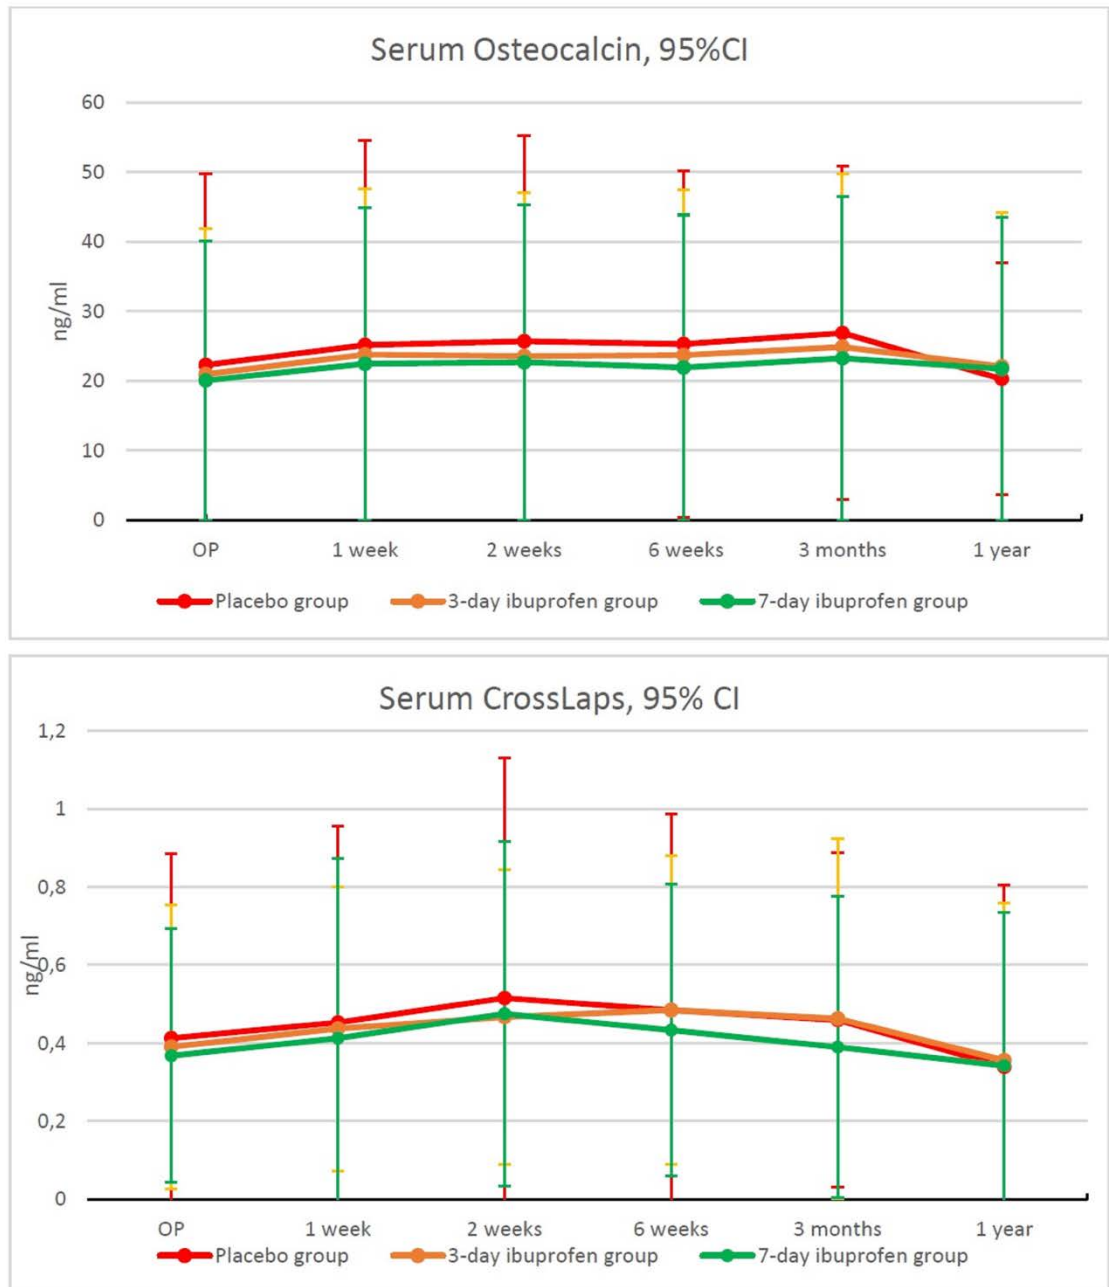 Serum Osteocalcin, 95%CI
60
50
40
30
20
10
0
ng/ml
OP 1 week 2 weeks 6 weeks 3 months 1 year
Placebo group 3-day ibuprofen group 7-day ibuprofen group
Serum CrossLaps, 95% CI
1,2
1
0,8
0,6
0,4
0,2
0
ng/ml
OP 1 week 2 weeks 6 weeks 3 months 1 year
Placebo group 3-day ibuprofen group 7-day ibuprofen group